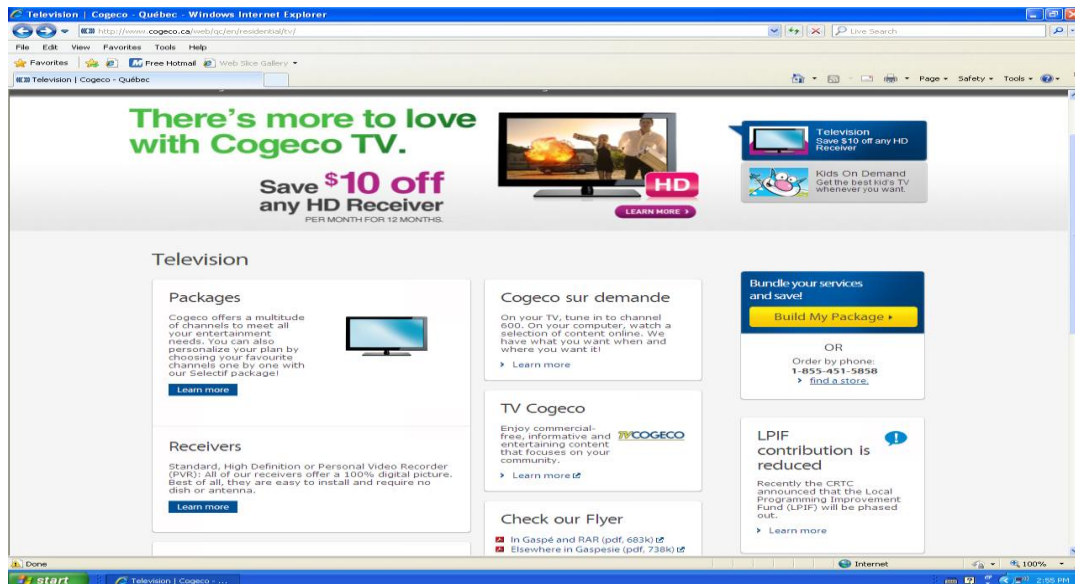 Television | Cogeco - Québec - Windows Internet Explorer
http://www.cogeco.ca/web/qc/en/residential/tv/
Live Search
File Edit View Favorites Tools Help
Favorites
Free Hotmail
Web Slice Gallery
Television | Cogeco - Québec
Page Safety Tools
There's more to love
with Cogeco TV.
Save $10 off
any HD Receiver
PER MONTH FOR 12 MONTHS.
HD
LEARN MORE
Television
Save $10 off any HD
Receiver
Kids On Demand
Get the best kid's TV
whenever you want.
Television
Packages
Cogeco offers a multitude
of channels to meet all
your entertainment
needs. You can also
personalize your plan by
choosing your favourite
channels one by one with
our Selectif package!
Learn more
Receivers
Standard, High Definition or Personal Video Recorder
(PVR): All of our receivers offer a 100% digital picture.
Best of all, they are easy to install and require no
dish or antenna.
Learn more
Cogeco sur demande
On your TV, tune in to channel
600. On your computer, watch a
selection of content online. We
have what you want when and
where you want it!
Learn more
TV Cogeco
Enjoy commercial-
free, informative and
entertaining content
that focuses on your
community.
TVCOGECO
Learn more
Check our Flyer
In Gaspé and RAR (pdf, 683k)
Elsewhere in Gaspesie (pdf, 738k)
Bundle your services
and save!
Build My Package
OR
Order by phone:
1-855-451-5858
find a store.
LPIF
contribution is
reduced
Recently the CRTC
announced that the Local
Programming Improvement
Fund (LPIF) will be phased
out.
Learn more
Done
Internet
100%
start
Television | Cogeco - ...
2:55 PM